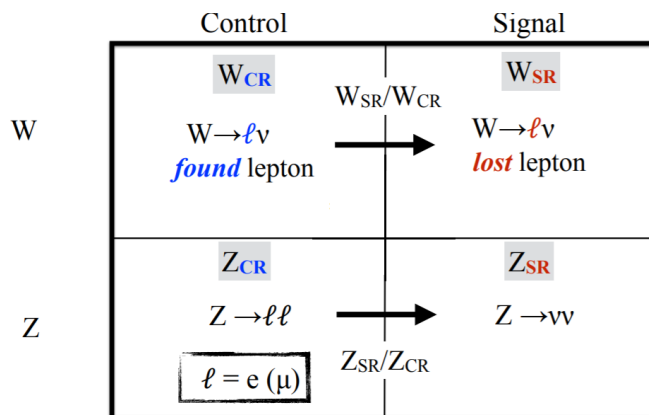 Control Signal
W
W_CR W_SR
W_SR/W_CR
W→ℓν W→ℓν
found lepton lost lepton
Z_CR Z_SR
Z
Z→ℓℓ Z→νν
Z_SR/Z_CR
ℓ = e (μ)